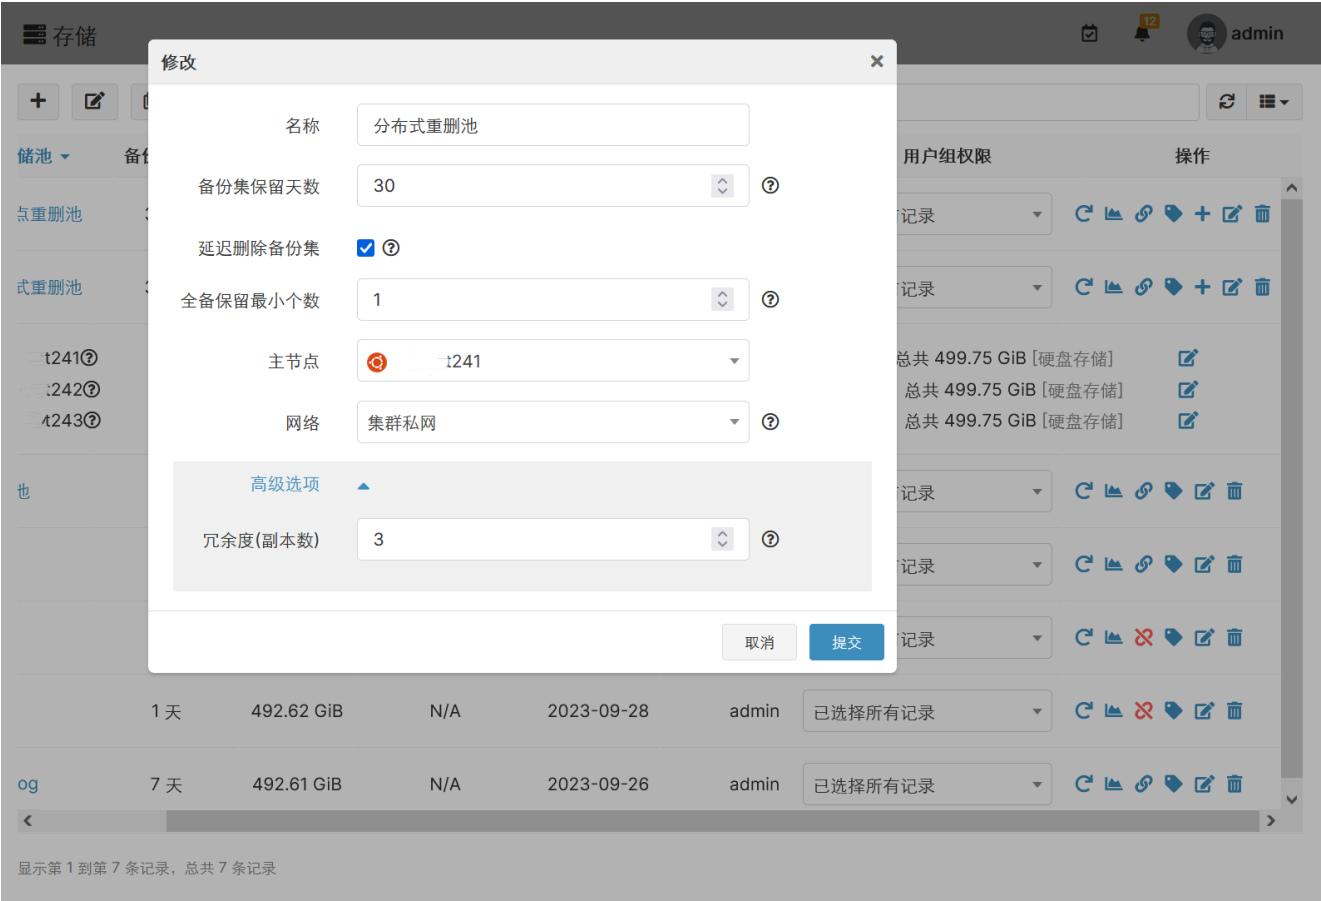 存储
12
admin
修改
名称
分布式重删池
备份集保留天数
30
延迟删除备份集
全备保留最小个数
1
主节点
t241
网络
集群私网
高级选项
冗余度(副本数)
3
取消
提交
储池
用户组权限
操作
点重删池
记录
式重删池
记录
t241
总共 499.75 GiB [硬盘存储]
t242
总共 499.75 GiB [硬盘存储]
t243
总共 499.75 GiB [硬盘存储]
池
记录
记录
记录
1 天
492.62 GiB
N/A
2023-09-28
admin
已选择所有记录
og
7 天
492.61 GiB
N/A
2023-09-26
admin
已选择所有记录
显示第 1 到第 7 条记录，总共 7 条记录